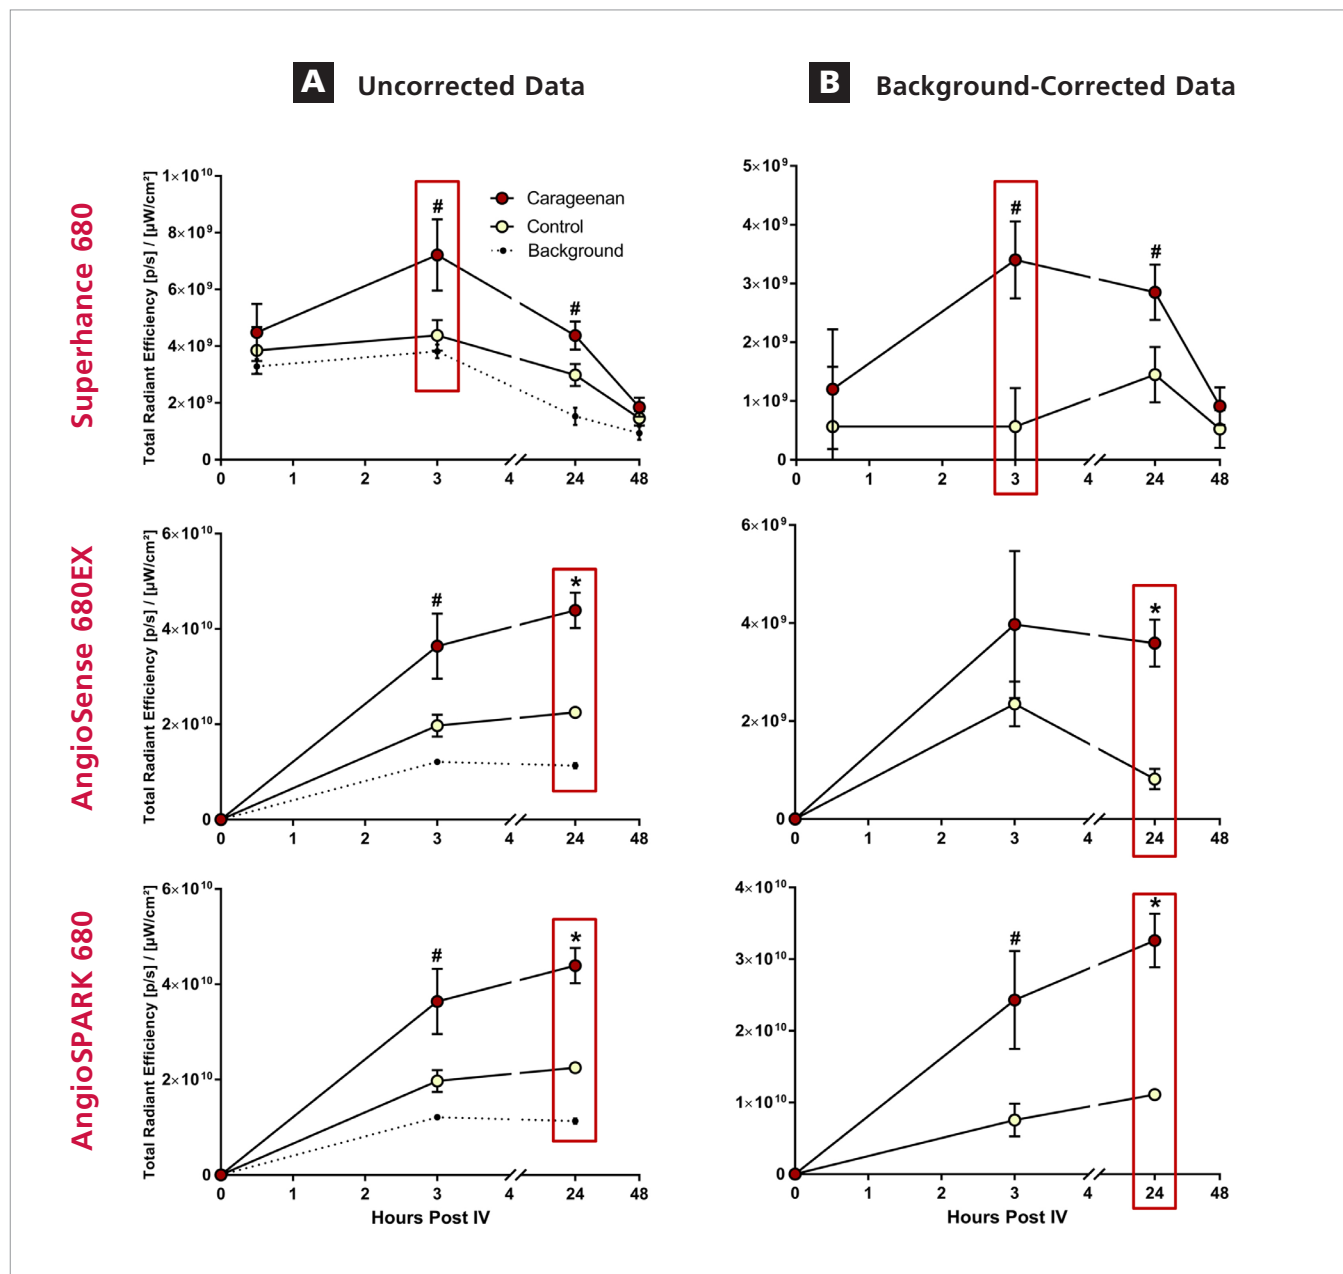 A Uncorrected Data
B Background-Corrected Data
Superhance 680
Total Radiant Efficiency [p/s] / [µW/cm²]
1×10¹⁰
8×10⁹
6×10⁹
4×10⁹
2×10⁹
0
0 1 2 3 4 24 48
# #
Carageenan
Control
Background
5×10⁹
4×10⁹
3×10⁹
2×10⁹
1×10⁹
0
0 1 2 3 4 24 48
# #
AngioSense 680EX
Total Radiant Efficiency [p/s] / [µW/cm²]
6×10¹⁰
4×10¹⁰
2×10¹⁰
0
0 1 2 3 4 24 48
# *
6×10⁹
4×10⁹
2×10⁹
0
0 1 2 3 4 24 48
*
AngioSPARK 680
Total Radiant Efficiency [p/s] / [µW/cm²]
6×10¹⁰
4×10¹⁰
2×10¹⁰
0
0 1 2 3 4 24 48
# *
Hours Post IV
4×10¹⁰
3×10¹⁰
2×10¹⁰
1×10¹⁰
0
0 1 2 3 4 24 48
# *
Hours Post IV